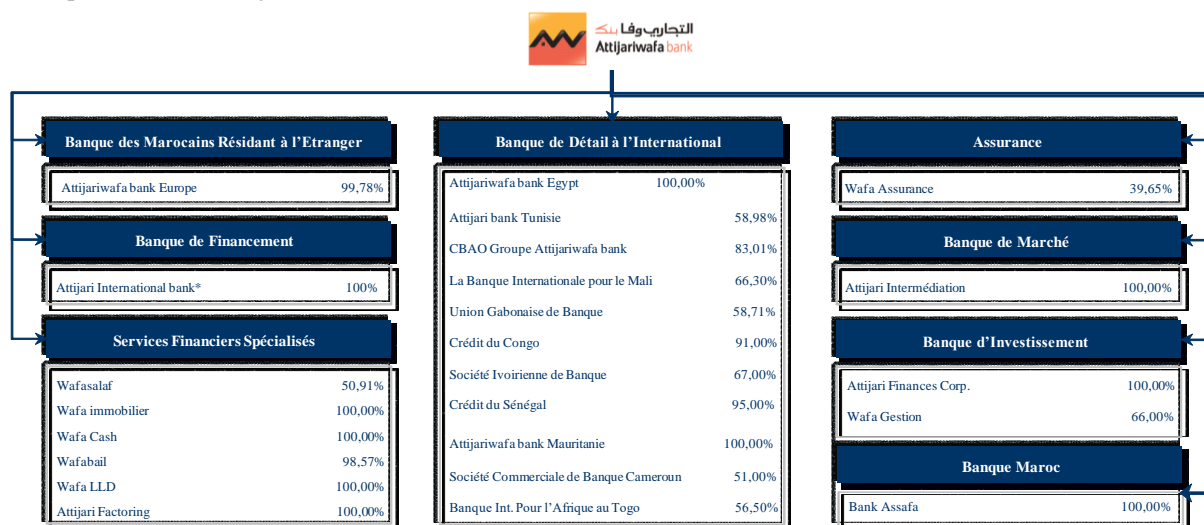 التجاري وفا بنك
Attijariwafa bank
Banque des Marocains Résidant à l'Etranger
Attijariwafa bank Europe 99,78%
Banque de Financement
Attijari International bank* 100%
Services Financiers Spécialisés
Wafasalaf 50,91%
Wafa immobilier 100,00%
Wafa Cash 100,00%
Wafabail 98,57%
Wafa LLD 100,00%
Attijari Factoring 100,00%
Banque de Détail à l'International
Attijariwafa bank Egypt 100,00%
Attijari bank Tunisie 58,98%
CBAO Groupe Attijariwafa bank 83,01%
La Banque Internationale pour le Mali 66,30%
Union Gabonaise de Banque 58,71%
Crédit du Congo 91,00%
Société Ivoirienne de Banque 67,00%
Crédit du Sénégal 95,00%
Attijariwafa bank Mauritanie 100,00%
Société Commerciale de Banque Cameroun 51,00%
Banque Int. Pour l'Afrique au Togo 56,50%
Assurance
Wafa Assurance 39,65%
Banque de Marché
Attijari Intermédiation 100,00%
Banque d'Investissement
Attijari Finances Corp. 100,00%
Wafa Gestion 66,00%
Banque Maroc
Bank Assafa 100,00%